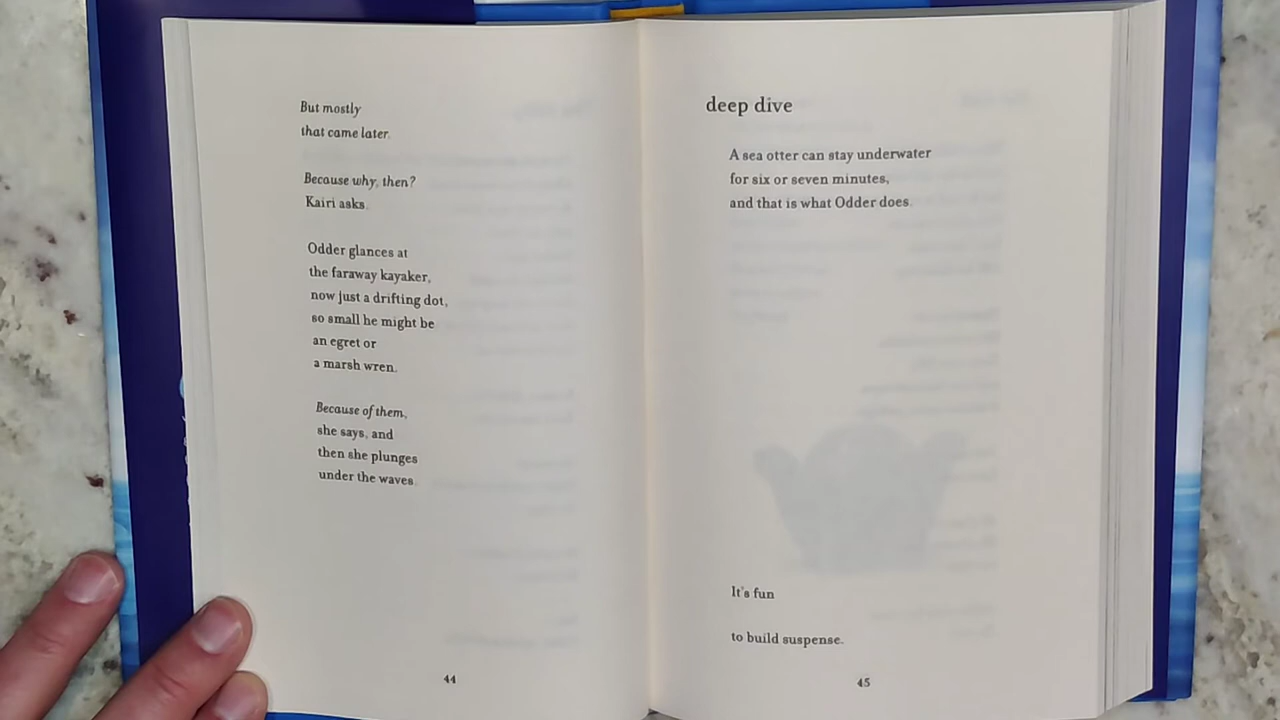 But mostly
that came later.
Because why, then?
Kairi asks.
Odder glances at
the faraway kayaker,
now just a drifting dot,
so small he might be
an egret or
a marsh wren.
Because of them,
she says, and
then she plunges
under the waves.
44
deep dive
A sea otter can stay underwater
for six or seven minutes,
and that is what Odder does.
It's fun
to build suspense.
45